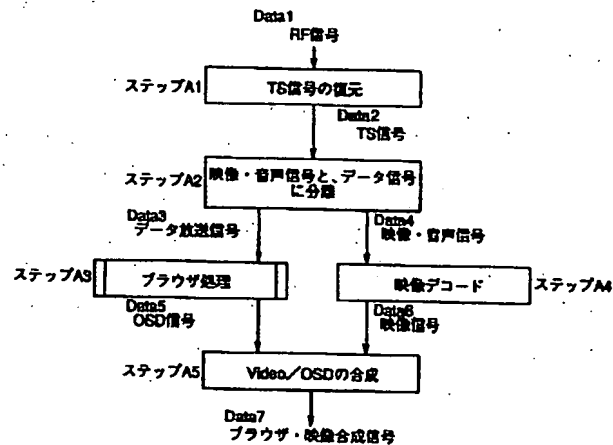 Data1
RF信号
ステップA1
TS信号の復元
Data2
TS信号
ステップA2
映像・音声信号と、データ信号
に分離
Data3
データ放送信号
Data4
映像・音声信号
ステップA3
ブラウザ処理
映像デコード
ステップA4
Data5
OSD信号
Data6
映像信号
ステップA5
Video／OSDの合成
Data7
ブラウザ・映像合成信号